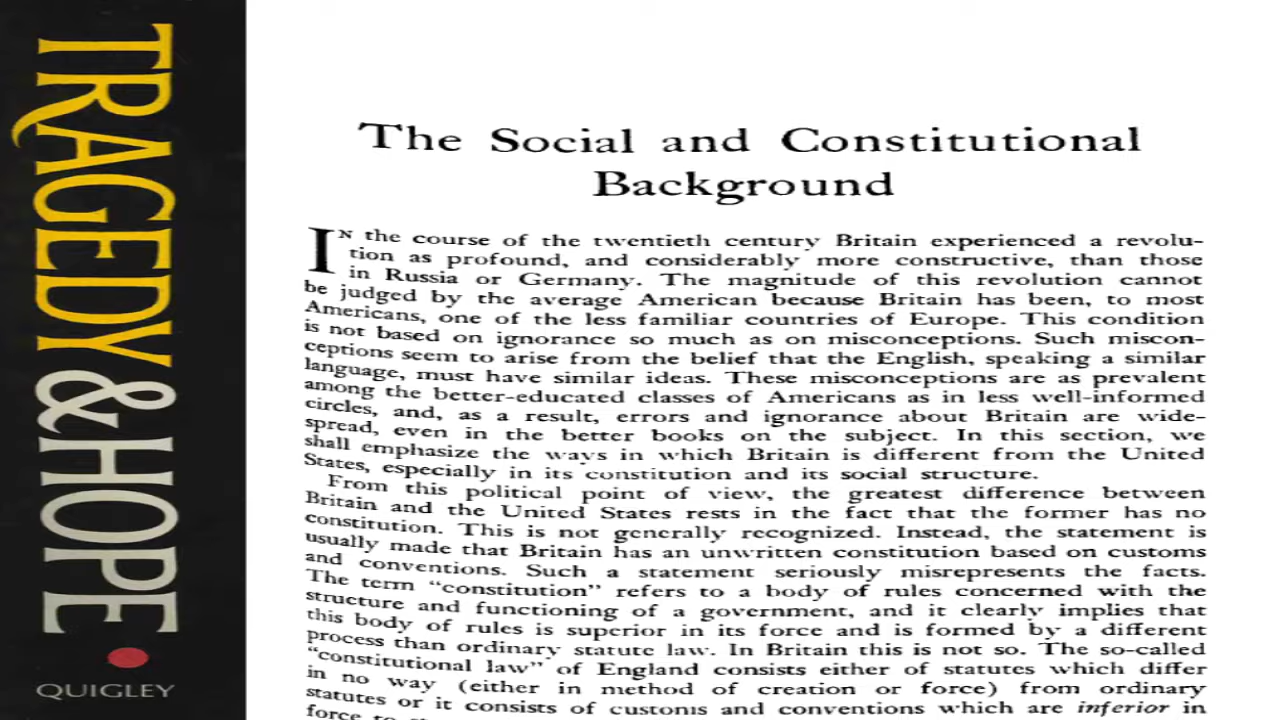 TRAGEDY & HOPE
QUIGLEY
The Social and Constitutional
Background
IN the course of the twentieth century Britain experienced a revolu-
tion as profound, and considerably more constructive, than those
in Russia or Germany. The magnitude of this revolution cannot
be judged by the average American because Britain has been, to most
Americans, one of the less familiar countries of Europe. This condition
is not based on ignorance so much as on misconceptions. Such miscon-
ceptions seem to arise from the belief that the English, speaking a similar
language, must have similar ideas. These misconceptions are as prevalent
among the better-educated classes of Americans as in less well-informed
circles, and, as a result, errors and ignorance about Britain are wide-
spread, even in the better books on the subject. In this section, we
shall emphasize the ways in which Britain is different from the United
States, especially in its constitution and its social structure.
From this political point of view, the greatest difference between
Britain and the United States rests in the fact that the former has no
constitution. This is not generally recognized. Instead, the statement is
usually made that Britain has an unwritten constitution based on customs
and conventions. Such a statement seriously misrepresents the facts.
The term “constitution” refers to a body of rules concerned with the
structure and functioning of a government, and it clearly implies that
this body of rules is superior in its force and is formed by a different
process than ordinary statute law. In Britain this is not so. The so-called
“constitutional law” of England consists either of statutes which differ
in no way (either in method of creation or force) from ordinary
statutes or it consists of customs and conventions which are inferior in
force to